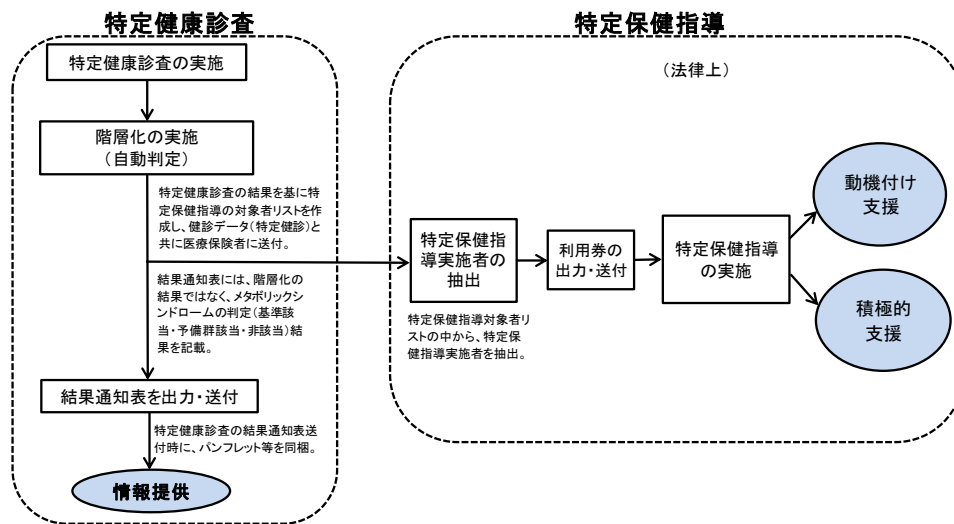 特定健康診査
特定健康診査の実施
階層化の実施
(自動判定)
特定健康診査の結果を基に特
定保健指導の対象者リストを作
成し、健診データ(特定健診)と
共に医療保険者に送付。
結果通知表には、階層化の
結果ではなく、メタボリックシ
ンドロームの判定(基準該
当・予備群該当・非該当)結
果を記載。
結果通知表を出力・送付
特定健康診査の結果通知表送
付時に、パンフレット等を同梱。
情報提供
特定保健指導
(法律上)
特定保健指
導実施者の
抽出
特定保健指導対象者リ
ストの中から、特定保
健指導実施者を抽出。
利用券の
出力・送付
特定保健指導
の実施
動機付け
支援
積極的
支援